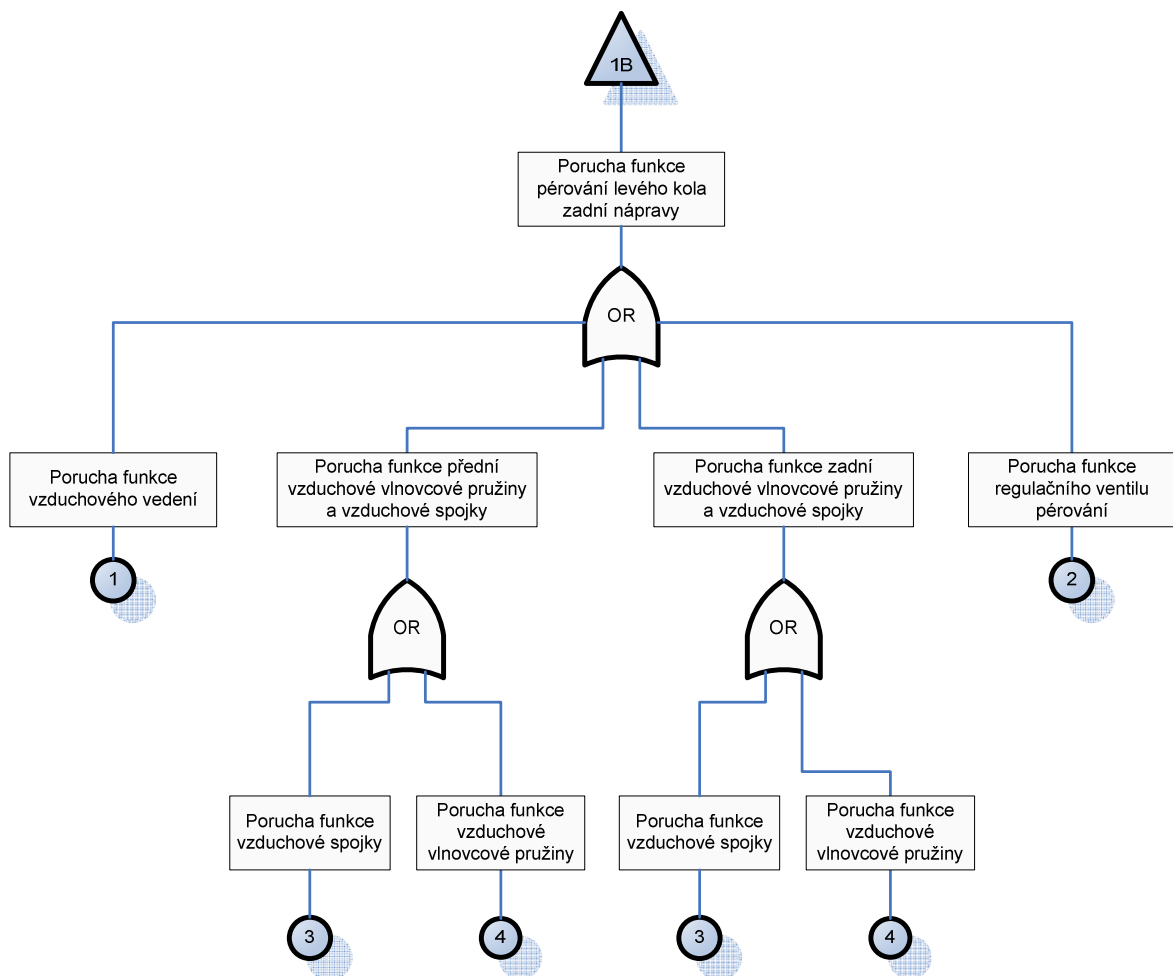 1B
Porucha funkce
pérování levého kola
zadní nápravy
OR
Porucha funkce
vzduchového vedení
Porucha funkce přední
vzduchové vlnovcové pružiny
a vzduchové spojky
Porucha funkce zadní
vzduchové vlnovcové pružiny
a vzduchové spojky
Porucha funkce
regulačního ventilu
pérování
1
2
OR
OR
Porucha funkce
vzduchové spojky
Porucha funkce
vzduchové
vlnovcové pružiny
Porucha funkce
vzduchové spojky
Porucha funkce
vzduchové
vlnovcové pružiny
3
4
3
4